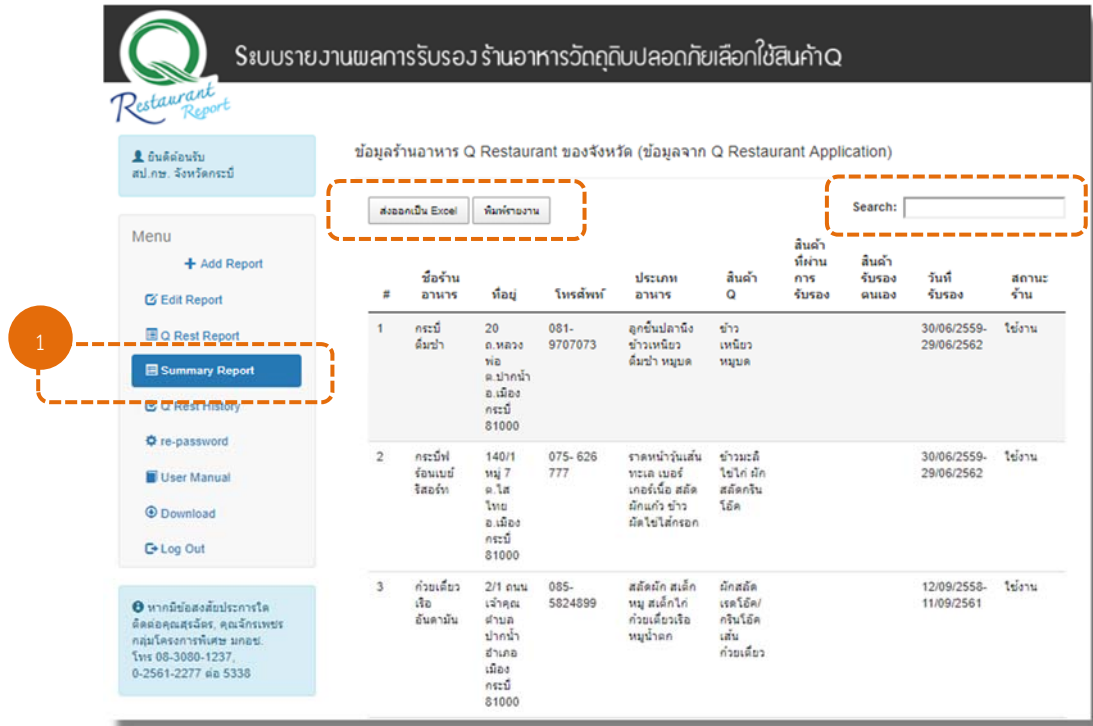 ระบบรายงานผลการรับรอง ร้านอาหารวัตถุดิบปลอดภัยเลือกใช้สินค้าQ
Restaurant
Report
ยินดีต้อนรับ
สป.กษ. จังหวัดกระบี่
Menu
Add Report
Edit Report
Q Rest Report
1
Summary Report
Q Rest History
re-password
User Manual
Download
Log Out
หากมีข้อสงสัยประการใด
ติดต่อคุณสุรฉัตร, คุณจักรเพชร
กลุ่มโครงการพิเศษ มกอช.
โทร 08-3080-1237,
0-2561-2277 ต่อ 5338
ข้อมูลร้านอาหาร Q Restaurant ของจังหวัด (ข้อมูลจาก Q Restaurant Application)
ส่งออกเป็น Excel พิมพ์รายงาน
Search:
#
ชื่อร้าน
อาหาร
ที่อยู่
โทรศัพท์
ประเภท
อาหาร
สินค้า
Q
สินค้า
ที่ผ่าน
การ
รับรอง
สินค้า
รับรอง
ตนเอง
วันที่
รับรอง
สถานะ
ร้าน
1
กระบี่
ติ่มซำ
20
ถ.หลวง
พ่อ
ต.ปากน้ำ
อ.เมือง
กระบี่
81000
081-
9707073
ลูกชิ้นปลานึ่ง
ข้าวเหนียว
ติ่มซำ หมูบด
ข้าว
เหนียว
หมูบด
30/06/2559-
29/06/2562
ใช้งาน
2
กระบี่ฟ
ร้อนเบย์
รีสอร์ท
140/1
หมู่ 7
ต.ไส
ไทย
อ.เมือง
กระบี่
81000
075- 626
777
ราดหน้าวุ้นเส้น
ทะเล เบอร์
เกอร์เนื้อ สลัด
ผักแก้ว ข้าว
ผัดไข่ไส้กรอก
ข้าวมะลิ
ไข่ไก่ ผัก
สลัดกรีน
โอ๊ค
30/06/2559-
29/06/2562
ใช้งาน
3
ก๋วยเตี๋ยว
เรือ
อันดามัน
2/1 ถนน
เจ้าคุณ
ตำบล
ปากน้ำ
อำเภอ
เมือง
กระบี่
81000
085-
5824899
สลัดผัก สเต็ก
หมู สเต็กไก่
ก๋วยเตี๋ยวเรือ
หมูน้ำตก
ผักสลัด
เรดโอ๊ค/
กรีนโอ๊ค
เส้น
ก๋วยเตี๋ยว
12/09/2558-
11/09/2561
ใช้งาน